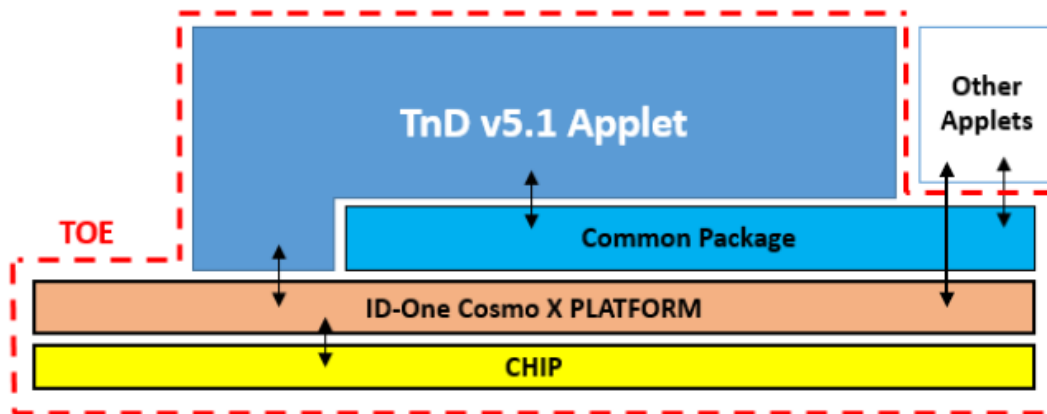 TnD v5.1 Applet
Other
Applets
TOE
Common Package
ID-One Cosmo X PLATFORM
CHIP